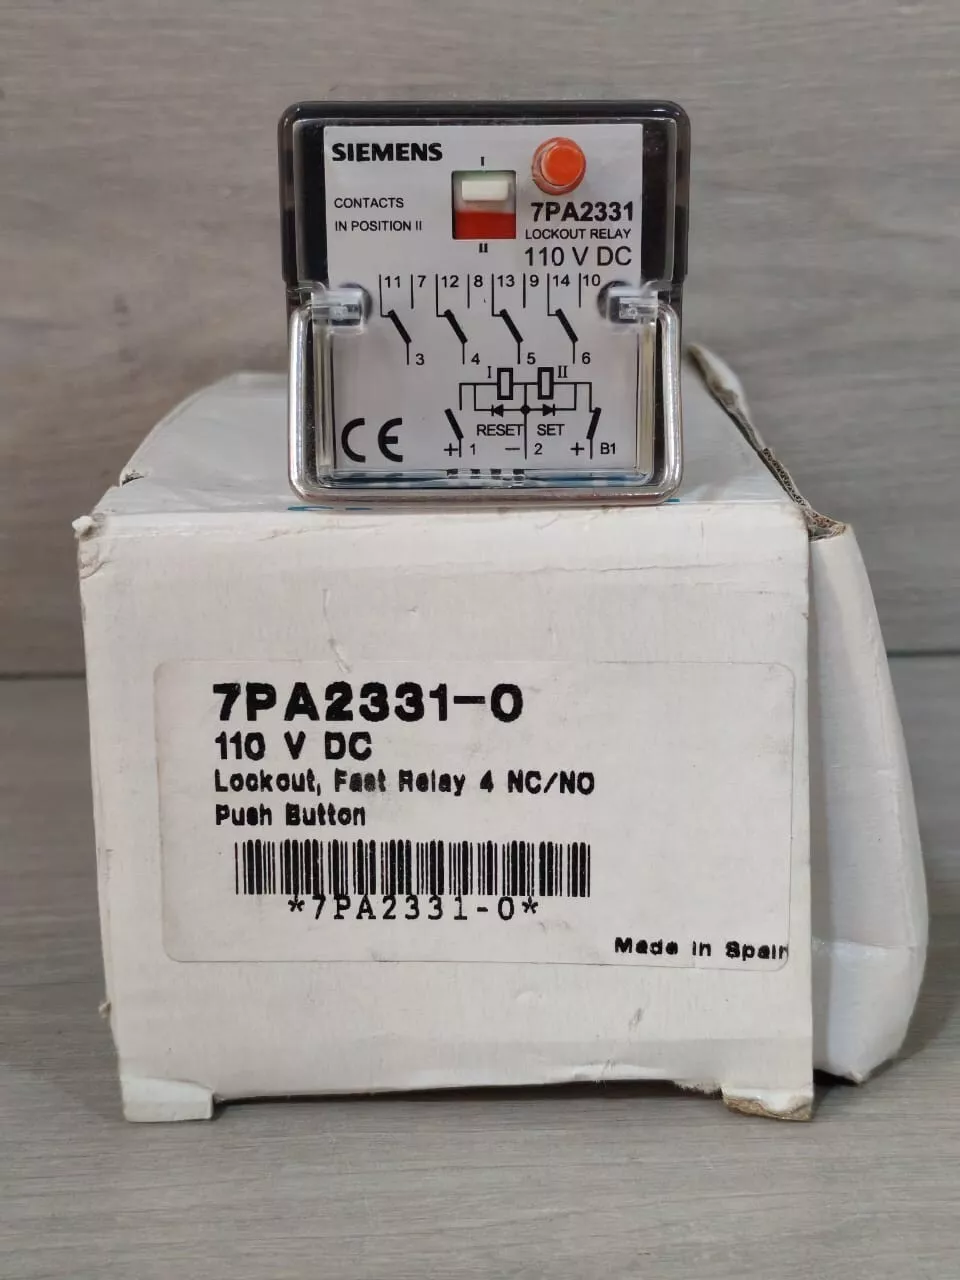 SIEMENS
I
CONTACTS
IN POSITION II
II
7PA2331
LOCKOUT RELAY
110 V DC
11 7 12 8 13 9 14 10
3 4 5 6
I II
RESET SET
+ 1 — 2 + B1
CE
7PA2331-0
110 V DC
Lockout, Fast Relay 4 NC/NO
Push Button
*7PA2331-0*
Made in Spain